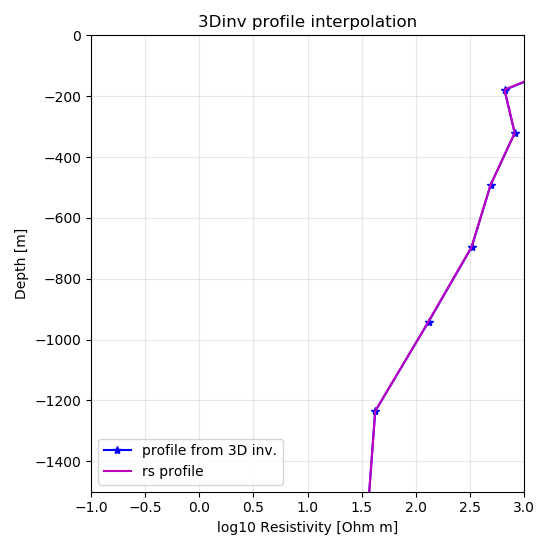 3Dinv profile interpolation
0
−200
−400
−600
−800
−1000
−1200
−1400
Depth [m]
profile from 3D inv.
rs profile
−1.0 −0.5 0.0 0.5 1.0 1.5 2.0 2.5 3.0
log10 Resistivity [Ohm m]